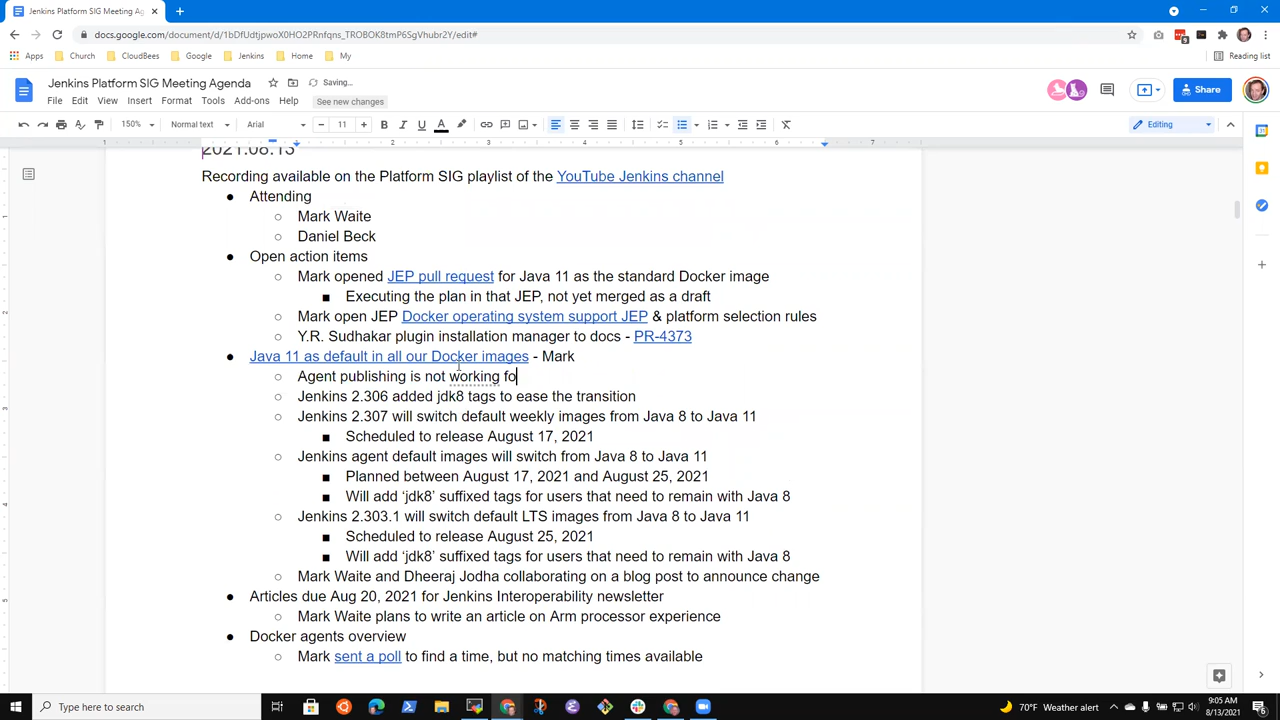 Jenkins Platform SIG Meeting Ag
docs.google.com/document/d/1bDfUdtjpwoX0HO2PRnfqns_TROBOK8tmP6SgVhubr2Y/edit#
Apps Church CloudBees Google Jenkins Home My Reading list
Jenkins Platform SIG Meeting Agenda Saving...
File Edit View Insert Format Tools Add-ons Help See new changes
Share
150% Normal text Arial 11 B I U A Editing
1 1 2 3 4 5 6 7
2021.08.13
Recording available on the Platform SIG playlist of the YouTube Jenkins channel
● Attending
○ Mark Waite
○ Daniel Beck
● Open action items
○ Mark opened JEP pull request for Java 11 as the standard Docker image
■ Executing the plan in that JEP, not yet merged as a draft
○ Mark open JEP Docker operating system support JEP & platform selection rules
○ Y.R. Sudhakar plugin installation manager to docs - PR-4373
● Java 11 as default in all our Docker images - Mark
○ Agent publishing is not working fo
○ Jenkins 2.306 added jdk8 tags to ease the transition
○ Jenkins 2.307 will switch default weekly images from Java 8 to Java 11
■ Scheduled to release August 17, 2021
○ Jenkins agent default images will switch from Java 8 to Java 11
■ Planned between August 17, 2021 and August 25, 2021
■ Will add ‘jdk8’ suffixed tags for users that need to remain with Java 8
○ Jenkins 2.303.1 will switch default LTS images from Java 8 to Java 11
■ Scheduled to release August 25, 2021
■ Will add ‘jdk8’ suffixed tags for users that need to remain with Java 8
○ Mark Waite and Dheeraj Jodha collaborating on a blog post to announce change
● Articles due Aug 20, 2021 for Jenkins Interoperability newsletter
○ Mark Waite plans to write an article on Arm processor experience
● Docker agents overview
○ Mark sent a poll to find a time, but no matching times available
Type here to search
70°F Weather alert
9:05 AM
8/13/2021